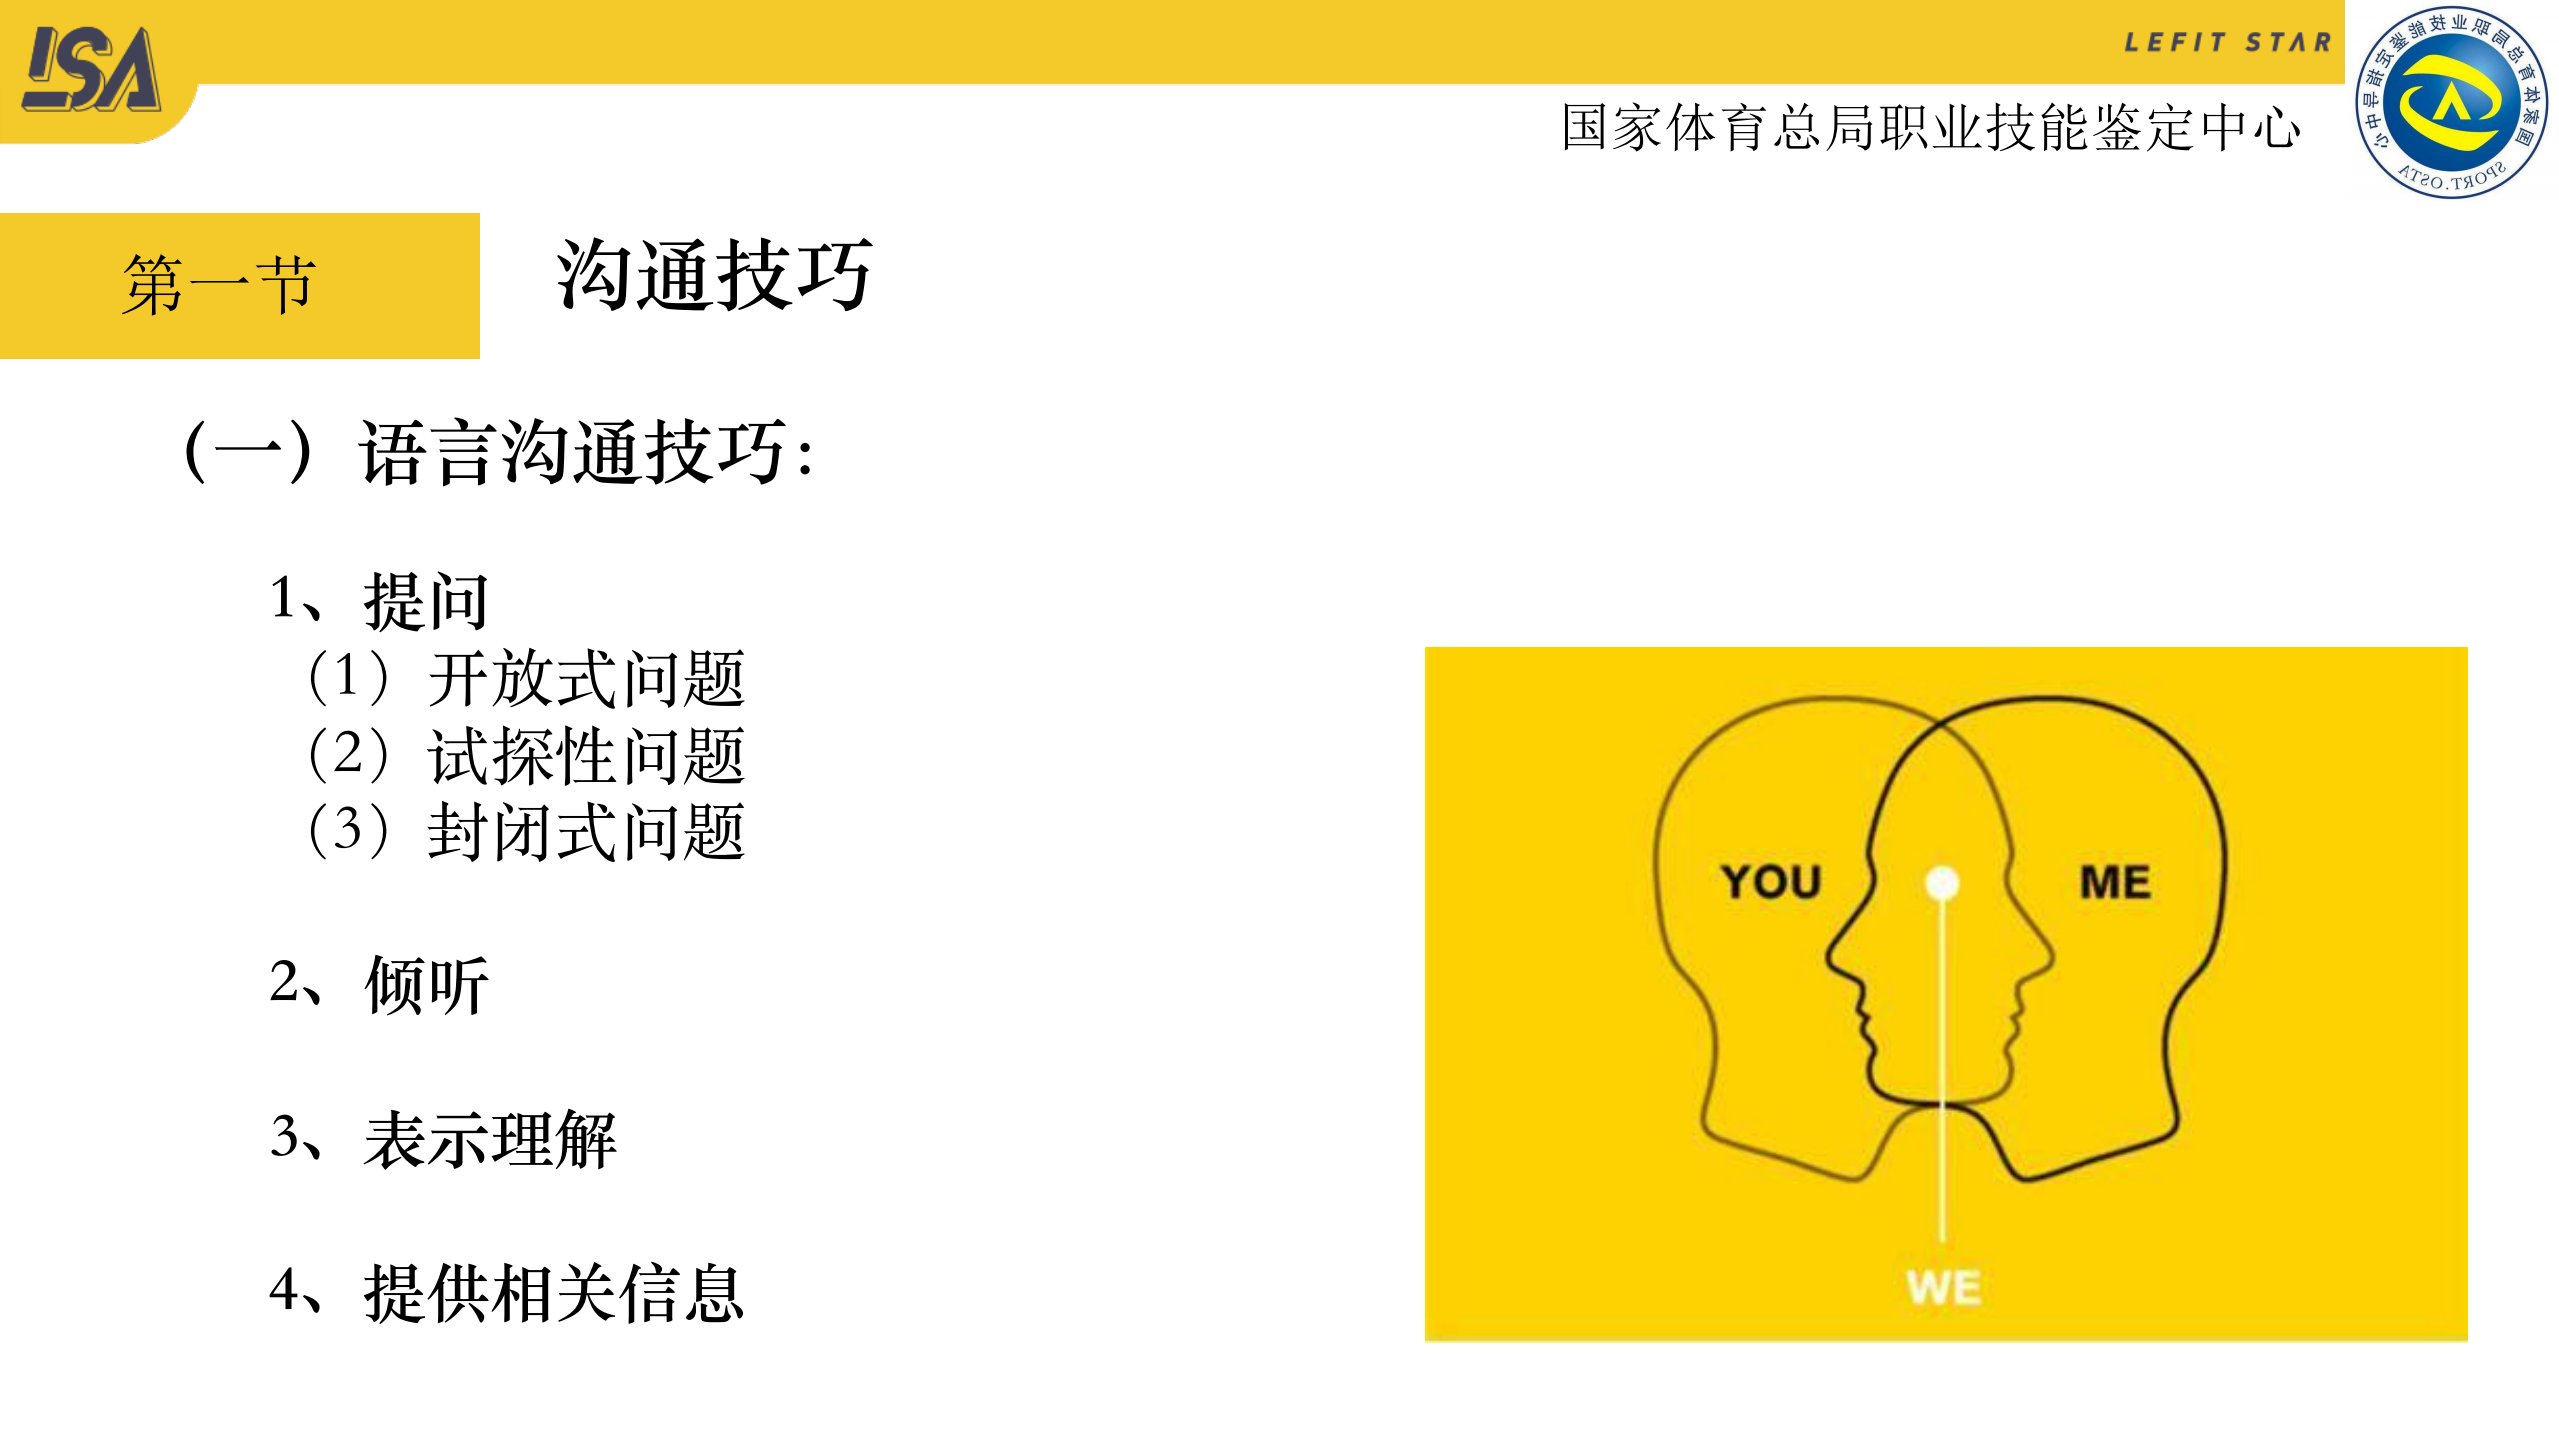 LSA
LEFIT STAR
国家体育总局职业技能鉴定中心
国家体育总局职业技能鉴定指导中心
SPORT.OSTA
第一节
沟通技巧
（一）语言沟通技巧：
1、提问
（1）开放式问题
（2）试探性问题
（3）封闭式问题
2、倾听
3、表示理解
4、提供相关信息
YOU
ME
WE